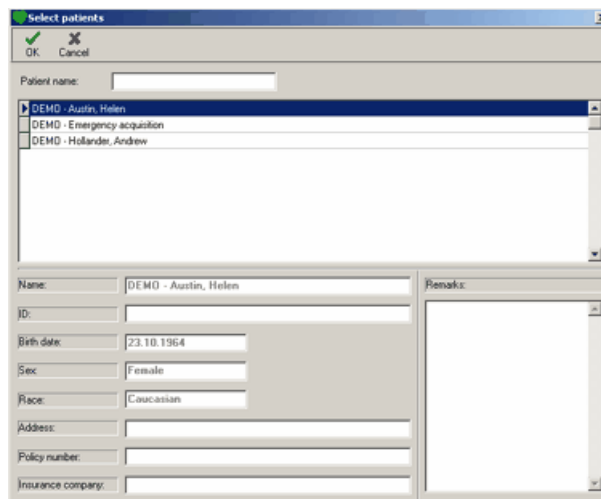 Select patients
OK Cancel
Patient name:
DEMO - Austin, Helen
DEMO - Emergency acquisition
DEMO - Hollander, Andrew
Name: DEMO - Austin, Helen Remarks:
ID:
Birth date: 23.10.1964
Sex: Female
Race: Caucasian
Address:
Policy number:
Insurance company: